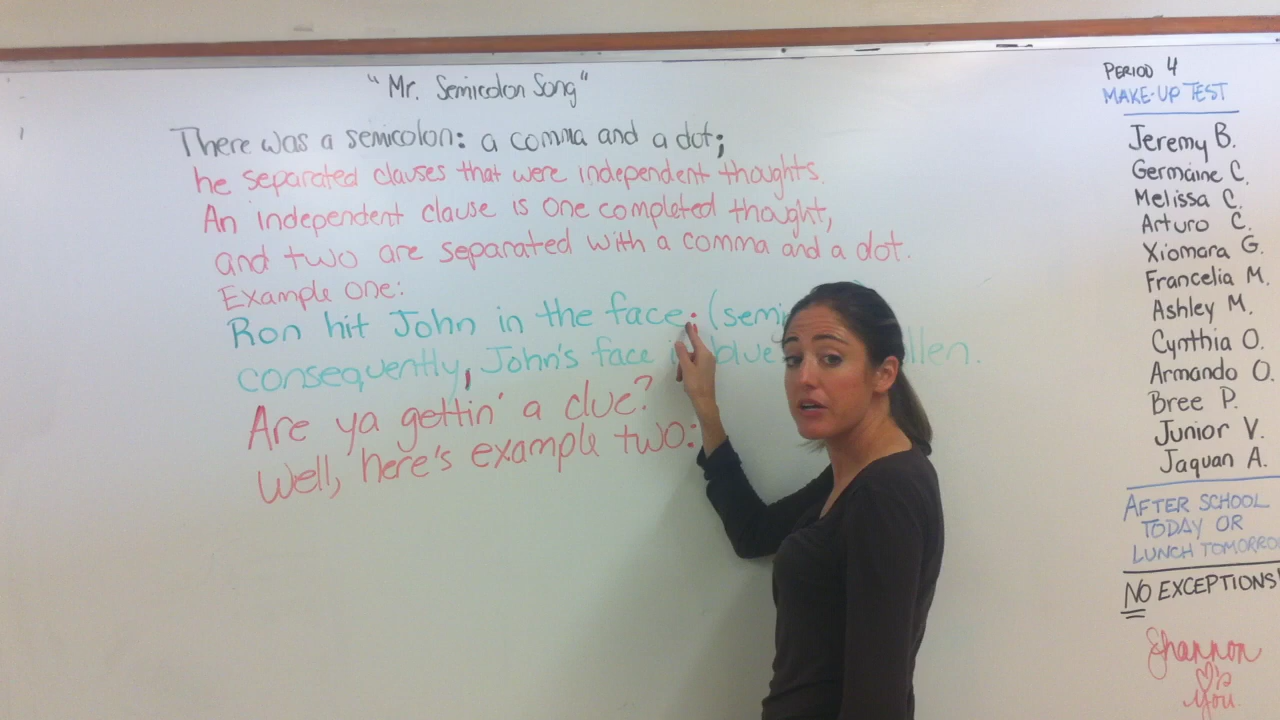 "Mr. Semicolon Song"
There was a semicolon: a comma and a dot;
he separated clauses that were independent thoughts.
An independent clause is one completed thought,
and two are separated with a comma and a dot.
Example one:
Ron hit John in the face; (semi
consequently, John's face blue llen.
Are ya gettin' a clue?
Well, here's example two:
PERIOD 4
MAKE-UP TEST
Jeremy B.
Germaine C.
Melissa C.
Arturo C.
Xiomara G.
Francelia M.
Ashley M.
Cynthia O.
Armando O.
Bree P.
Junior V.
Jaquan A.
AFTER SCHOOL
TODAY OR
LUNCH TOMORRO
NO EXCEPTIONS!
Shannon
♡'s
you